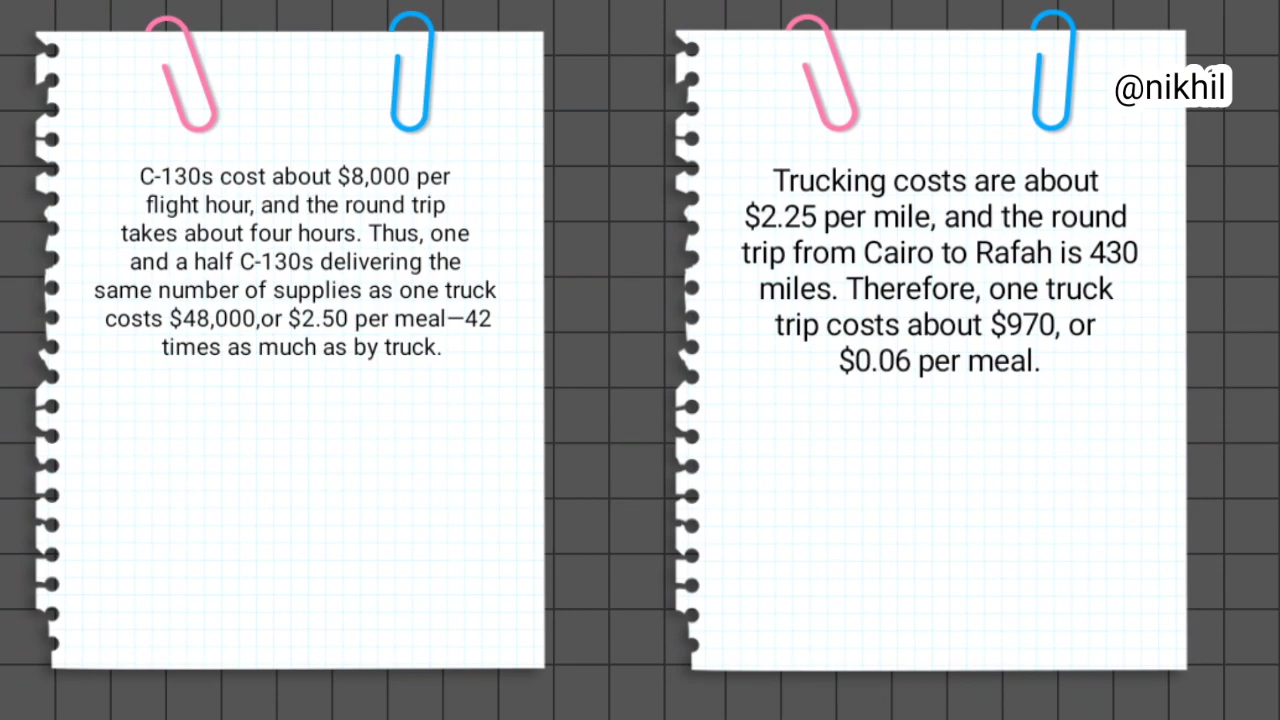 C-130s cost about $8,000 per
flight hour, and the round trip
takes about four hours. Thus, one
and a half C-130s delivering the
same number of supplies as one truck
costs $48,000,or $2.50 per meal—42
times as much as by truck.
@nikhil
Trucking costs are about
$2.25 per mile, and the round
trip from Cairo to Rafah is 430
miles. Therefore, one truck
trip costs about $970, or
$0.06 per meal.